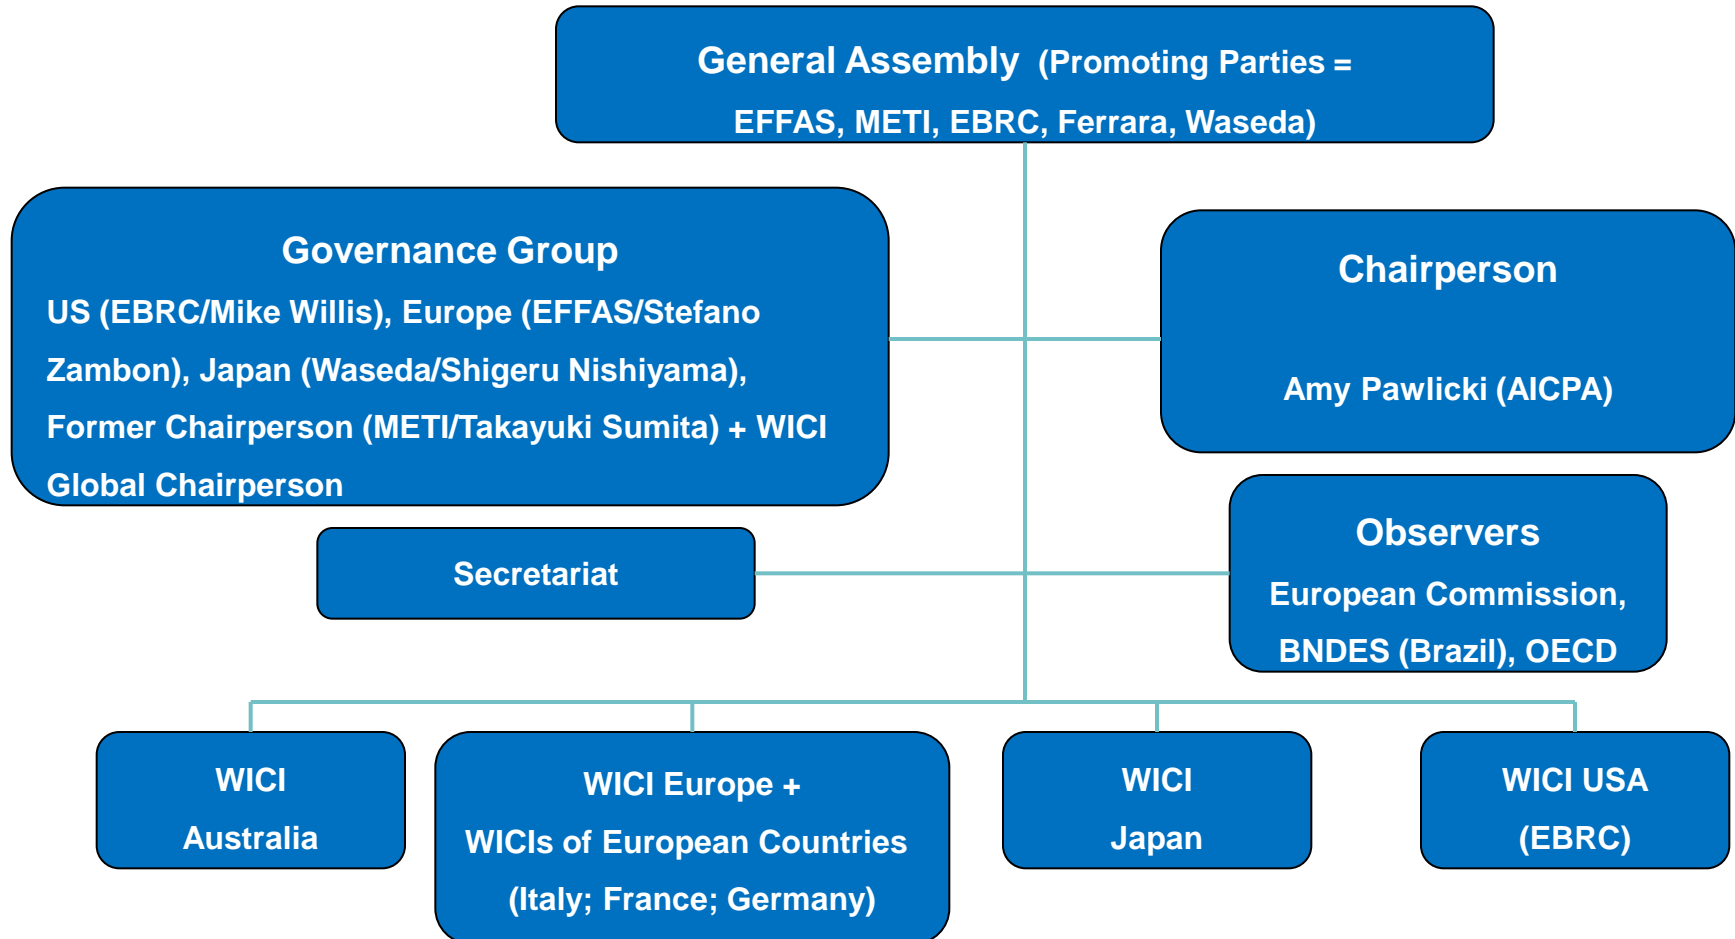 General Assembly (Promoting Parties =
EFFAS, METI, EBRC, Ferrara, Waseda)
Governance Group
US (EBRC/Mike Willis), Europe (EFFAS/Stefano
Zambon), Japan (Waseda/Shigeru Nishiyama),
Former Chairperson (METI/Takayuki Sumita) + WICI
Global Chairperson
Chairperson
Amy Pawlicki (AICPA)
Secretariat
Observers
European Commission,
BNDES (Brazil), OECD
WICI
Australia
WICI Europe +
WICIs of European Countries
(Italy; France; Germany)
WICI
Japan
WICI USA
(EBRC)